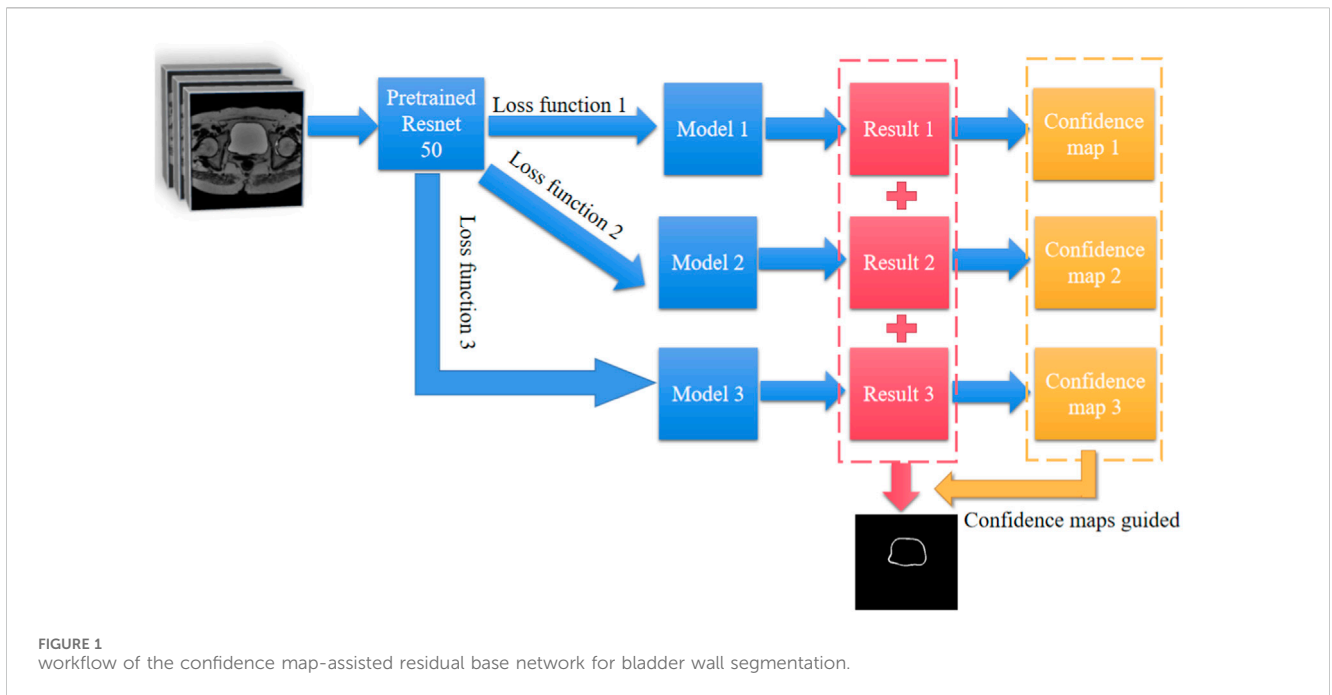 Pretrained
Resnet
50
Loss function 1
Loss function 2
Loss function 3
Model 1
Result 1
Confidence
map 1
Model 2
Result 2
Confidence
map 2
Model 3
Result 3
Confidence
map 3
Confidence maps guided
FIGURE 1
workflow of the confidence map-assisted residual base network for bladder wall segmentation.